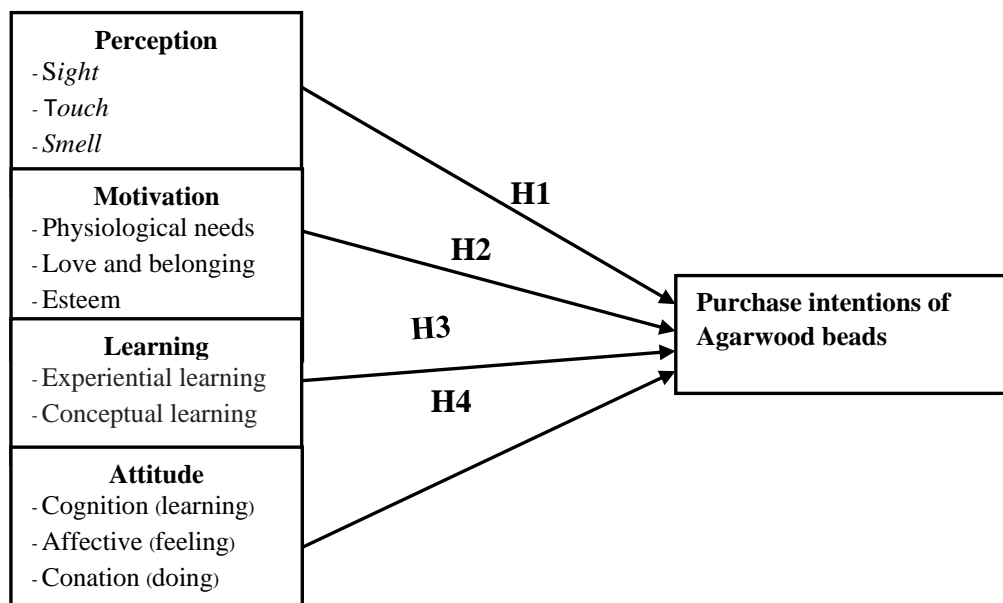 Perception
- Sight
- Touch
- Smell
Motivation
- Physiological needs
- Love and belonging
- Esteem
Learning
- Experiential learning
- Conceptual learning
Attitude
- Cognition (learning)
- Affective (feeling)
- Conation (doing)
H1
H2
H3
H4
Purchase intentions of
Agarwood beads